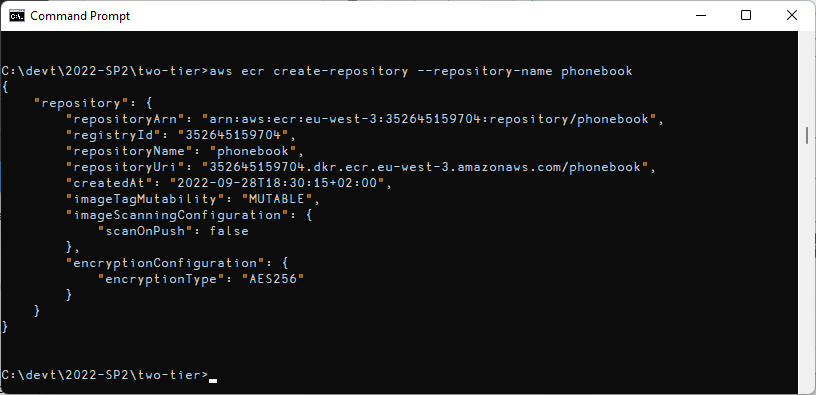 Command Prompt
C:\devt\2022-SP2\two-tier>aws ecr create-repository --repository-name phonebook
{
    "repository": {
        "repositoryArn": "arn:aws:ecr:eu-west-3:352645159704:repository/phonebook",
        "registryId": "352645159704",
        "repositoryName": "phonebook",
        "repositoryUri": "352645159704.dkr.ecr.eu-west-3.amazonaws.com/phonebook",
        "createdAt": "2022-09-28T18:30:15+02:00",
        "imageTagMutability": "MUTABLE",
        "imageScanningConfiguration": {
            "scanOnPush": false
        },
        "encryptionConfiguration": {
            "encryptionType": "AES256"
        }
    }
}
C:\devt\2022-SP2\two-tier>